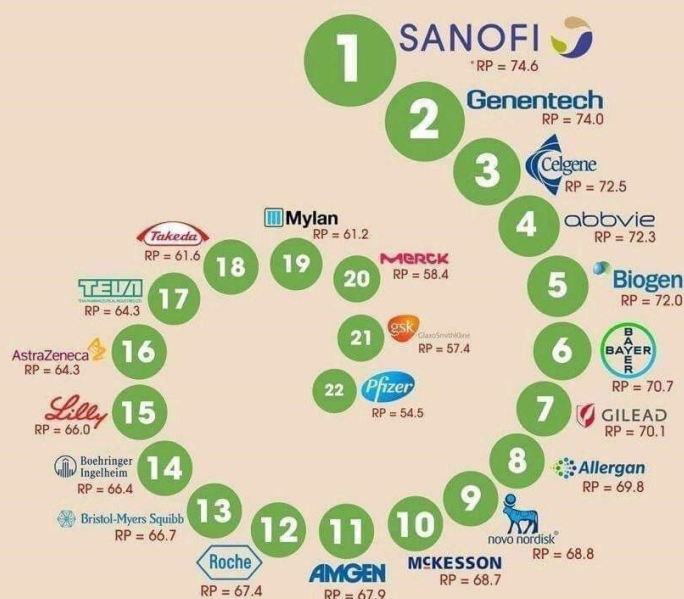 1
SANOFI
*RP = 74.6
2
Genentech
RP = 74.0
3
Celgene
RP = 72.5
4
abbvie
RP = 72.3
5
Biogen
RP = 72.0
6
BAYER
BAYER
RP = 70.7
7
GILEAD
RP = 70.1
8
Allergan
RP = 69.8
9
novo nordisk®
RP = 68.8
10
MCKESSON
RP = 68.7
11
AMGEN
RP = 67.9
12
Roche
RP = 67.4
13
Bristol-Myers Squibb
RP = 66.7
14
Boehringer
Ingelheim
RP = 66.4
15
Lilly
RP = 66.0
16
AstraZeneca
RP = 64.3
17
TEVA
RP = 64.3
18
Takeda
RP = 61.6
19
Mylan
RP = 61.2
20
MERCK
RP = 58.4
21
gsk
GlaxoSmithKline
RP = 57.4
22
Pfizer
RP = 54.5